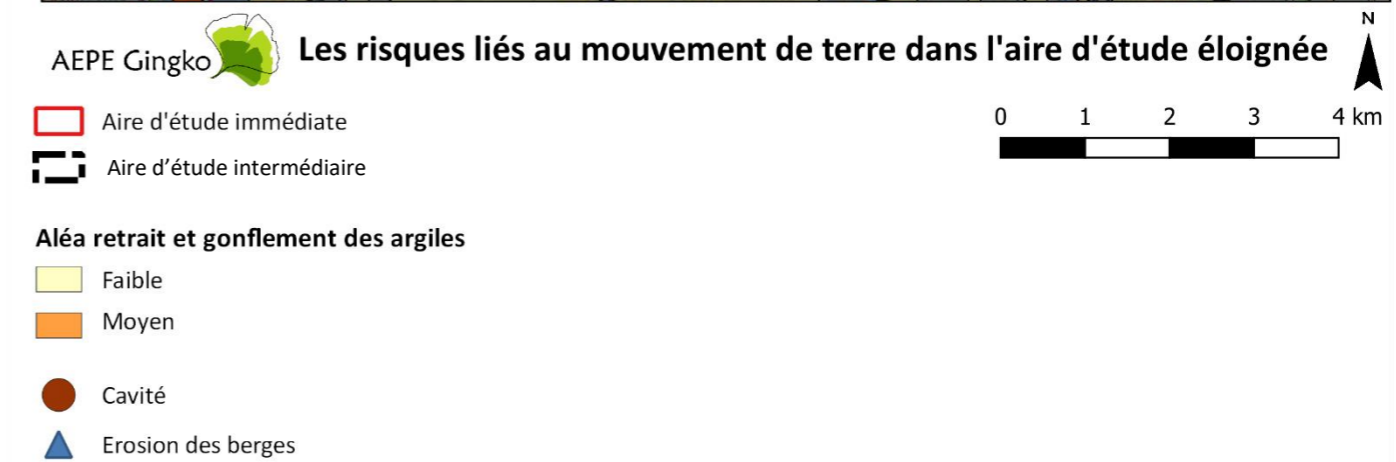 N
AEPE Gingko
Les risques liés au mouvement de terre dans l'aire d'étude éloignée
Aire d'étude immédiate
0 1 2 3 4 km
Aire d’étude intermédiaire
Aléa retrait et gonflement des argiles
Faible
Moyen
Cavité
Erosion des berges